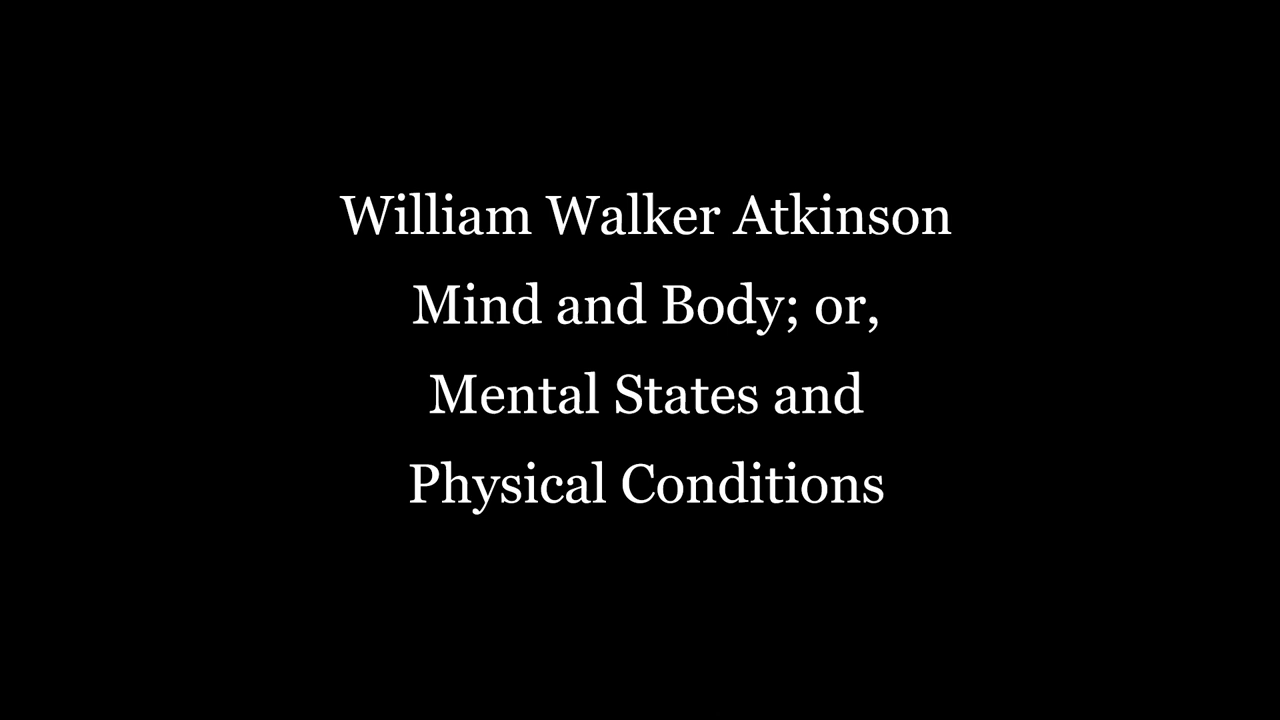 William Walker Atkinson
Mind and Body; or,
Mental States and
Physical Conditions